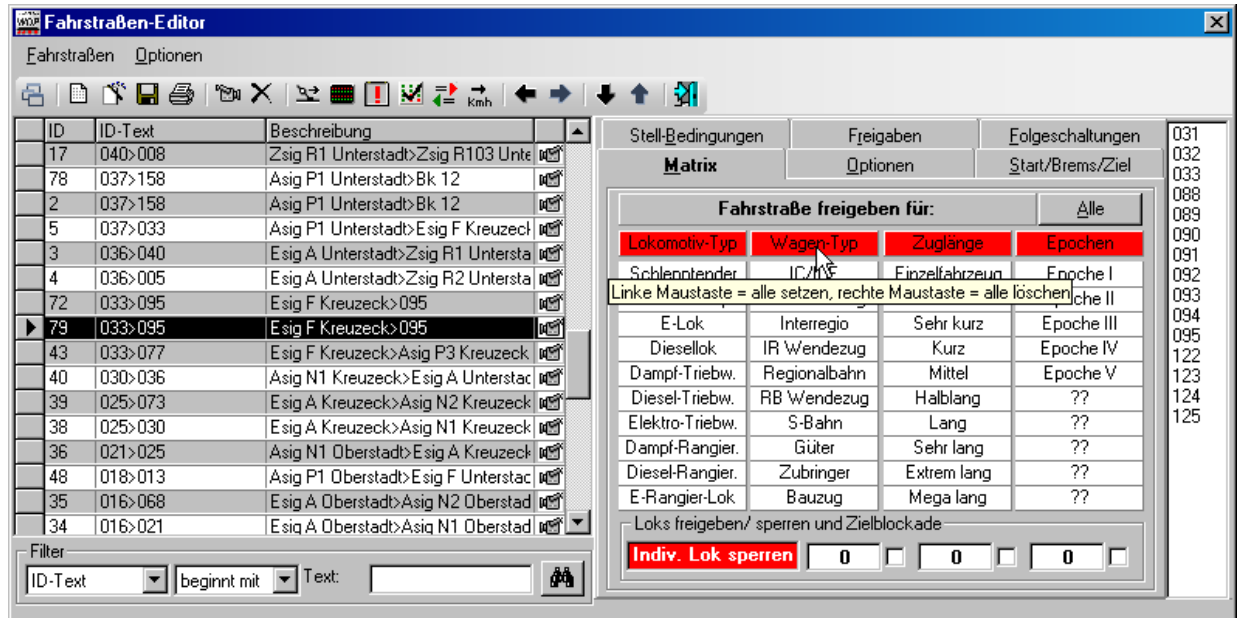 WDP Fahrstraßen-Editor
Fahrstraßen Optionen
Kmh
ID ID-Text Beschreibung
17 040>008 Zsig R1 Unterstadt>Zsig R103 Unte
78 037>158 Asig P1 Unterstadt>Bk 12
2 037>158 Asig P1 Unterstadt>Bk 12
5 037>033 Asig P1 Unterstadt>Esig F Kreuzeck
3 036>040 Esig A Unterstadt>Zsig R1 Untersta
4 036>005 Esig A Unterstadt>Zsig R2 Untersta
72 033>095 Esig F Kreuzeck>095
79 033>095 Esig F Kreuzeck>095
43 033>077 Esig F Kreuzeck>Asig P3 Kreuzeck
40 030>036 Asig N1 Kreuzeck>Esig A Unterstad
39 025>073 Esig A Kreuzeck>Asig N2 Kreuzeck
38 025>030 Esig A Kreuzeck>Asig N1 Kreuzeck
36 021>025 Asig N1 Oberstadt>Esig A Kreuzeck
48 018>013 Asig P1 Oberstadt>Esig F Unterstad
35 016>068 Esig A Oberstadt>Asig N2 Oberstad
34 016>021 Esig A Oberstadt>Asig N1 Oberstad
Filter
ID-Text beginnt mit Text:
Stell-Bedingungen Freigaben Folgeschaltungen
Matrix Optionen Start/Brems/Ziel
Fahrstraße freigeben für: Alle
Lokomotiv-Typ Wagen-Typ Zuglänge Epochen
Schlepptender Einzelfahrzeug Epoche I
Linke Maustaste = alle setzen, rechte Maustaste = alle löschen che II
E-Lok Interregio Sehr kurz Epoche III
Diesellok IR Wendezug Kurz Epoche IV
Dampf-Triebw. Regionalbahn Mittel Epoche V
Diesel-Triebw. RB Wendezug Halblang ??
Elektro-Triebw. S-Bahn Lang ??
Dampf-Rangier. Güter Sehr lang ??
Diesel-Rangier. Zubringer Extrem lang ??
E-Rangier-Lok Bauzug Mega lang ??
Loks freigeben/ sperren und Zielblockade
Indiv. Lok sperren 0 0 0
031
032
033
088
089
090
091
092
093
094
095
122
123
124
125